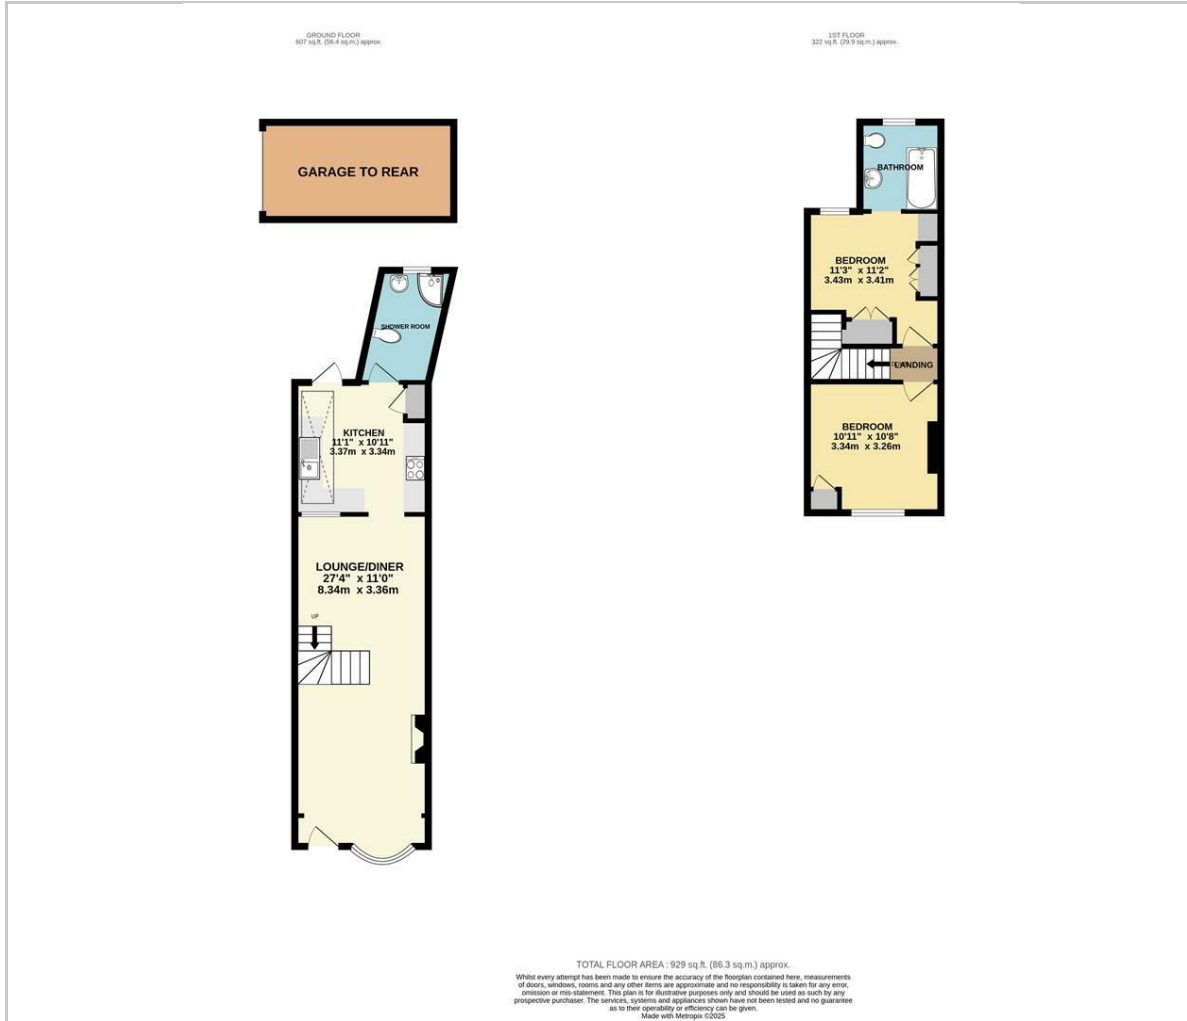 GROUND FLOOR
607 sq.ft. (56.4 sq.m.) approx.
1ST FLOOR
322 sq.ft. (29.9 sq.m.) approx.
GARAGE TO REAR
BATHROOM
BEDROOM
11'3" x 11'2"
3.43m x 3.41m
SHOWER ROOM
LANDING
KITCHEN
11'1" x 10'11"
3.37m x 3.34m
BEDROOM
10'11" x 10'8"
3.34m x 3.26m
LOUNGE/DINER
27'4" x 11'0"
8.34m x 3.36m
UP
TOTAL FLOOR AREA : 929 sq.ft. (86.3 sq.m.) approx.
Whilst every attempt has been made to ensure the accuracy of the floorplan contained here, measurements
of doors, windows, rooms and any other items are approximate and no responsibility is taken for any error,
omission or mis-statement. This plan is for illustrative purposes only and should be used as such by any
prospective purchaser. The services, systems and appliances shown have not been tested and no guarantee
as to their operability or efficiency can be given.
Made with Metropix ©2025